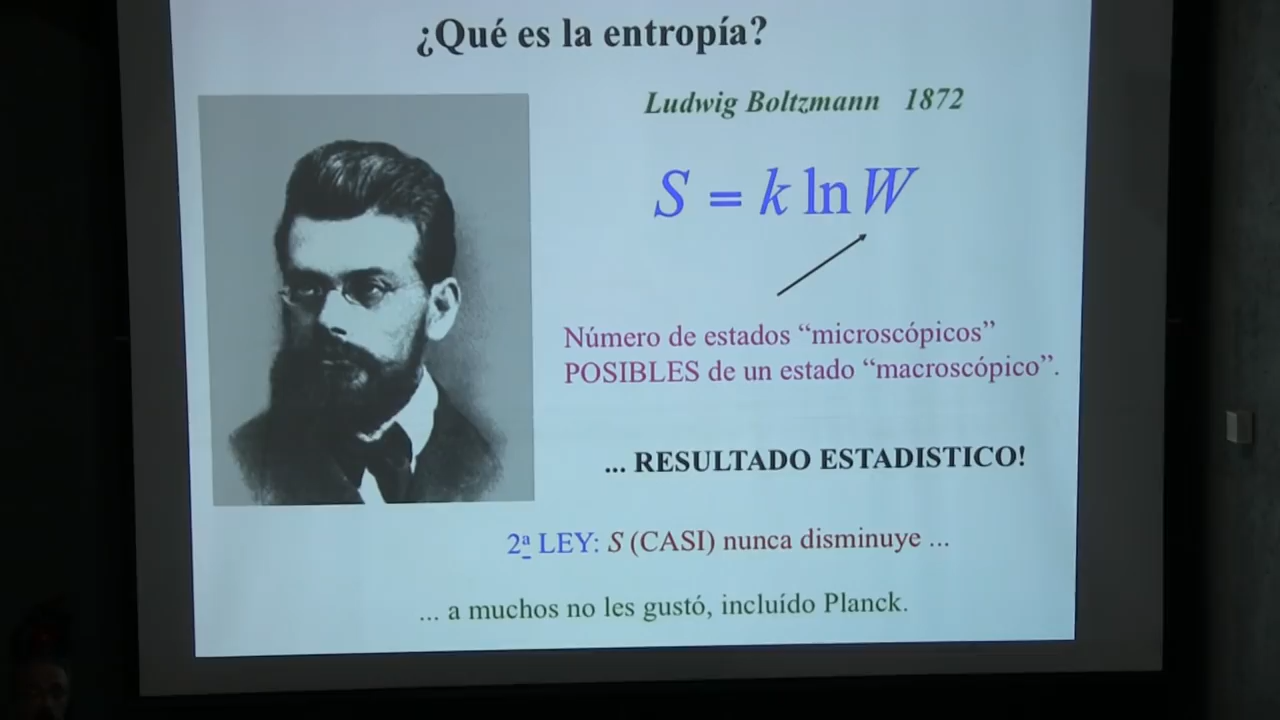 ¿Qué es la entropía?
Ludwig Boltzmann 1872
S = k ln W
Número de estados “microscópicos”
POSIBLES de un estado “macroscópico”.
... RESULTADO ESTADISTICO!
2ª LEY: S (CASI) nunca disminuye ...
... a muchos no les gustó, incluído Planck.